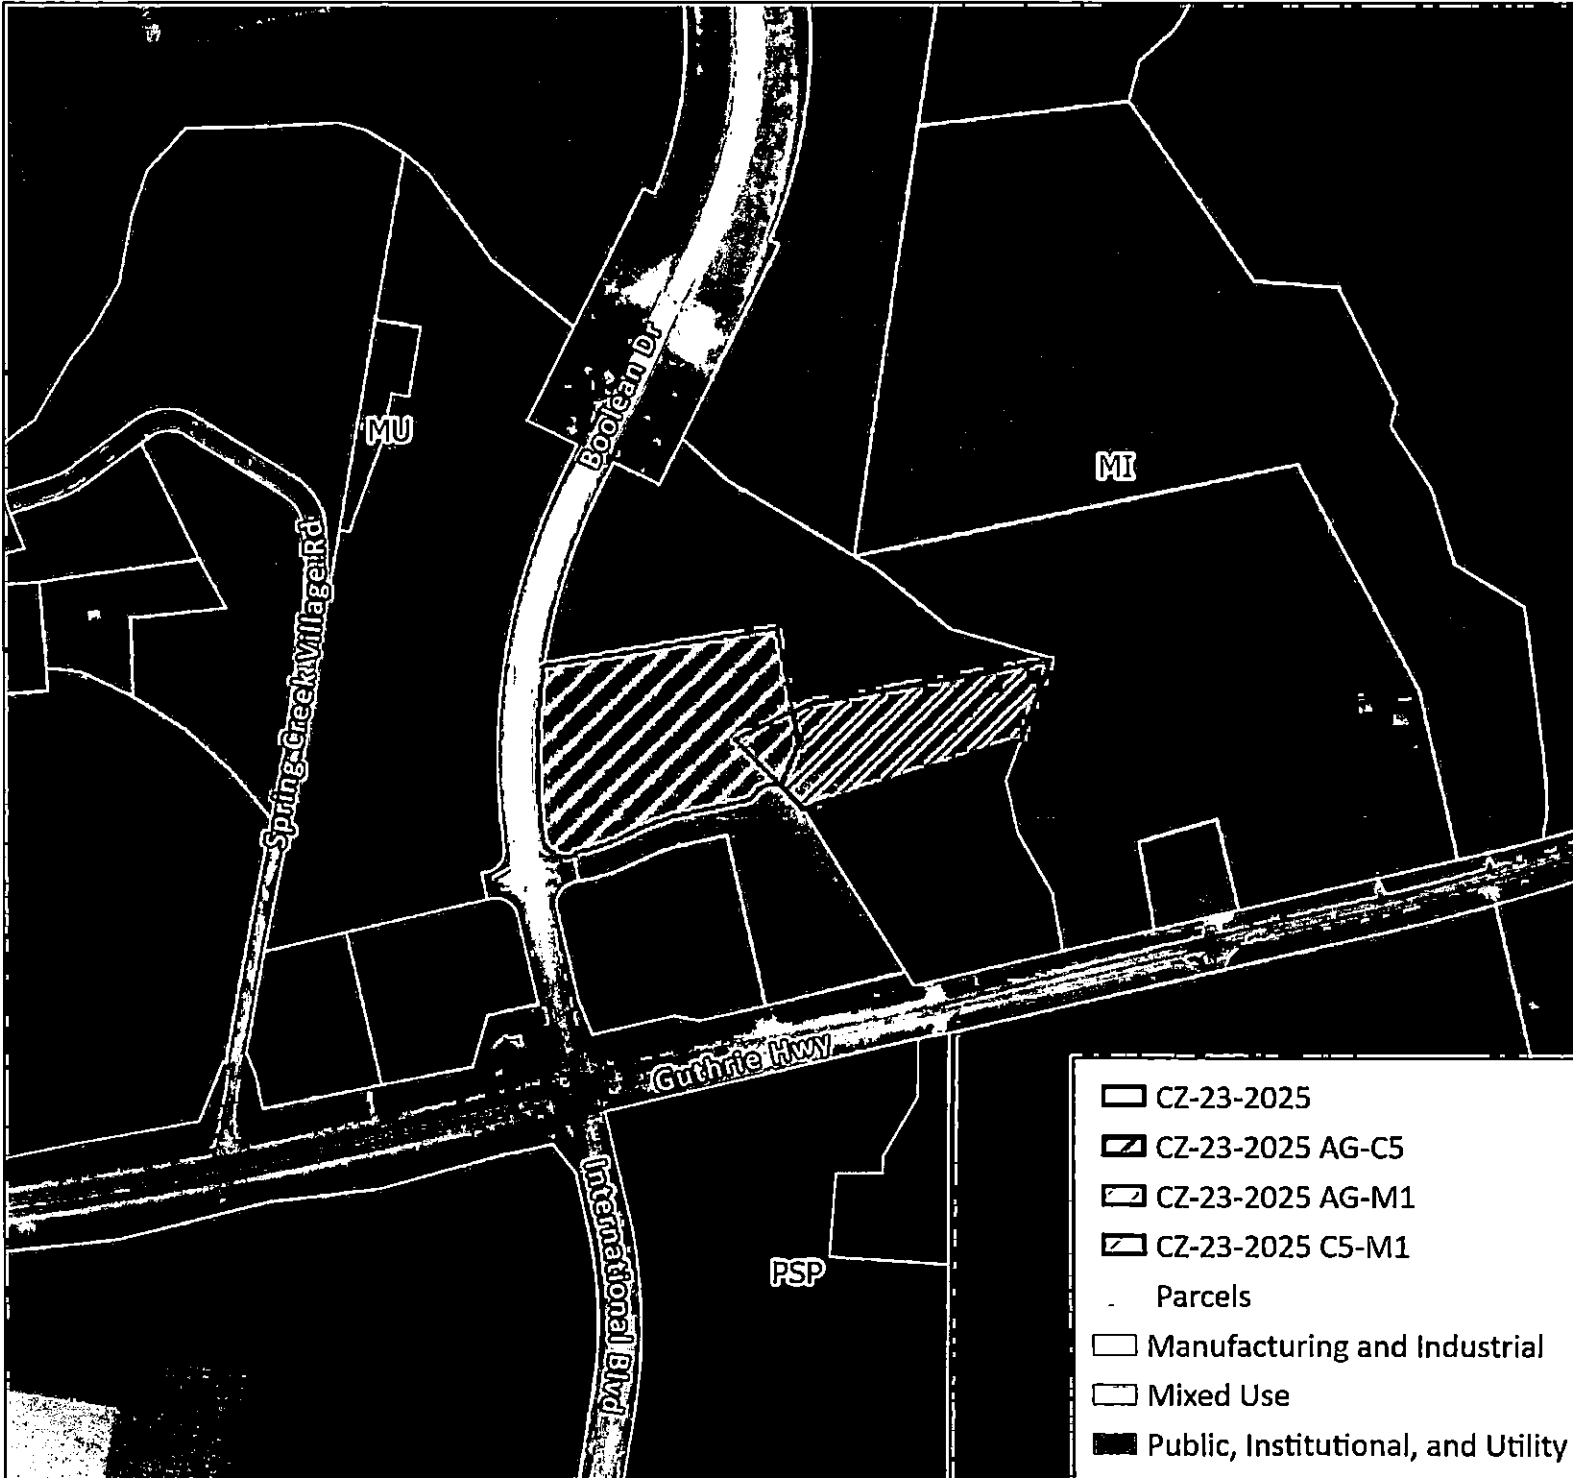 Boolean Dr
MU
MI
Spring Creek Village Rd
Guthrie Hwy
International Blvd
PSP
CZ-23-2025
CZ-23-2025 AG-C5
CZ-23-2025 AG-M1
CZ-23-2025 C5-M1
Parcels
Manufacturing and Industrial
Mixed Use
Public, Institutional, and Utility